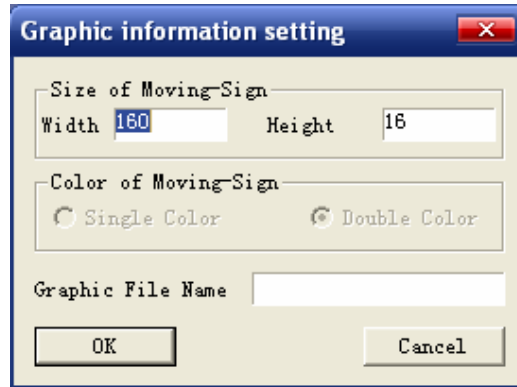 Graphic information setting
Size of Moving-Sign
Width 160 Height 16
Color of Moving-Sign
Single Color Double Color
Graphic File Name
OK Cancel